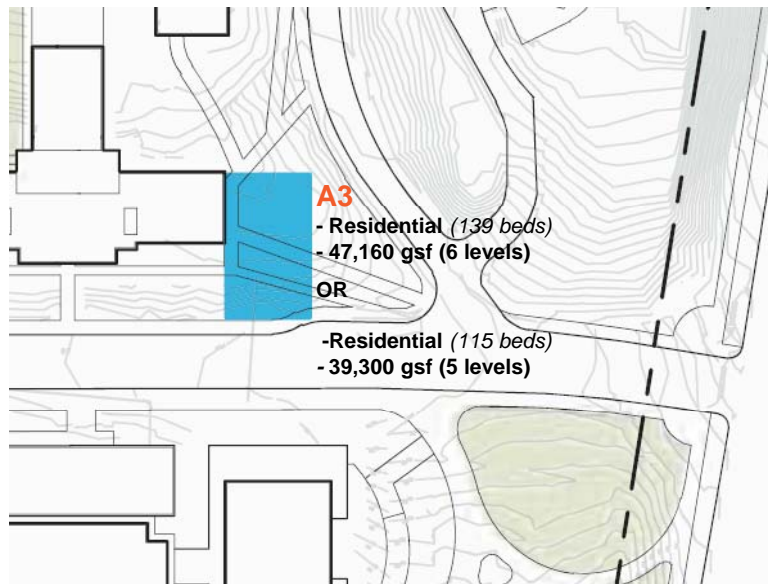 A3
- Residential (139 beds)
- 47,160 gsf (6 levels)
OR
-Residential (115 beds)
- 39,300 gsf (5 levels)